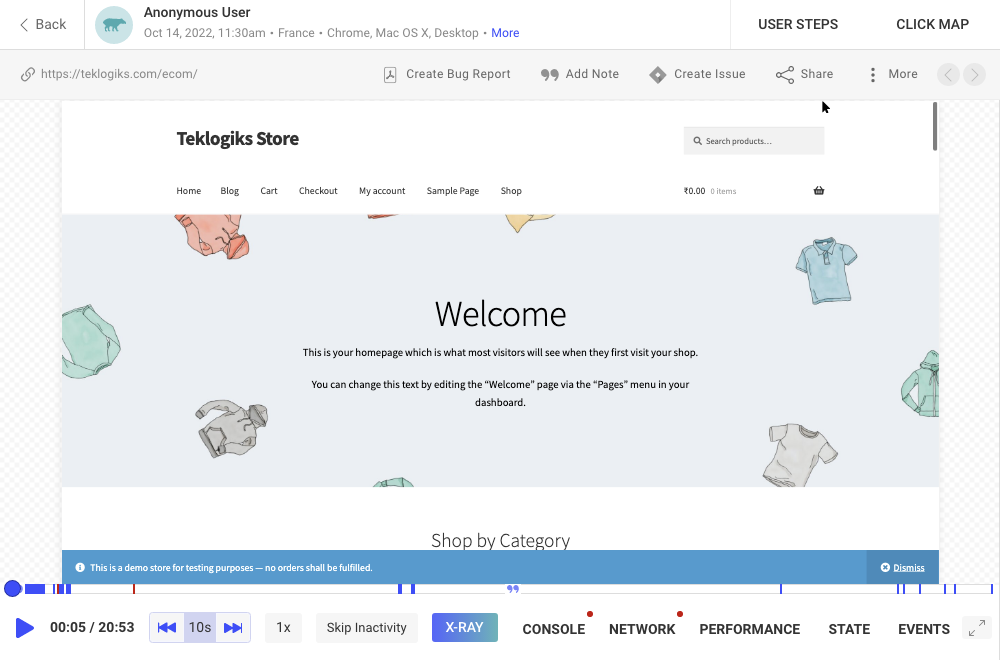 Back
Anonymous User
Oct 14, 2022, 11:30am • France • Chrome, Mac OS X, Desktop • More
USER STEPS
CLICK MAP
https://teklogiks.com/ecom/
Create Bug Report
Add Note
Create Issue
Share
More
Teklogiks Store
Search products…
Home Blog Cart Checkout My account Sample Page Shop
₹0.00 0 items
Welcome
This is your homepage which is what most visitors will see when they first visit your shop.
You can change this text by editing the “Welcome” page via the “Pages” menu in your
dashboard.
Shop by Category
This is a demo store for testing purposes — no orders shall be fulfilled.
Dismiss
00:05 / 20:53
10s
1x
Skip Inactivity
X-RAY
CONSOLE
NETWORK
PERFORMANCE
STATE
EVENTS